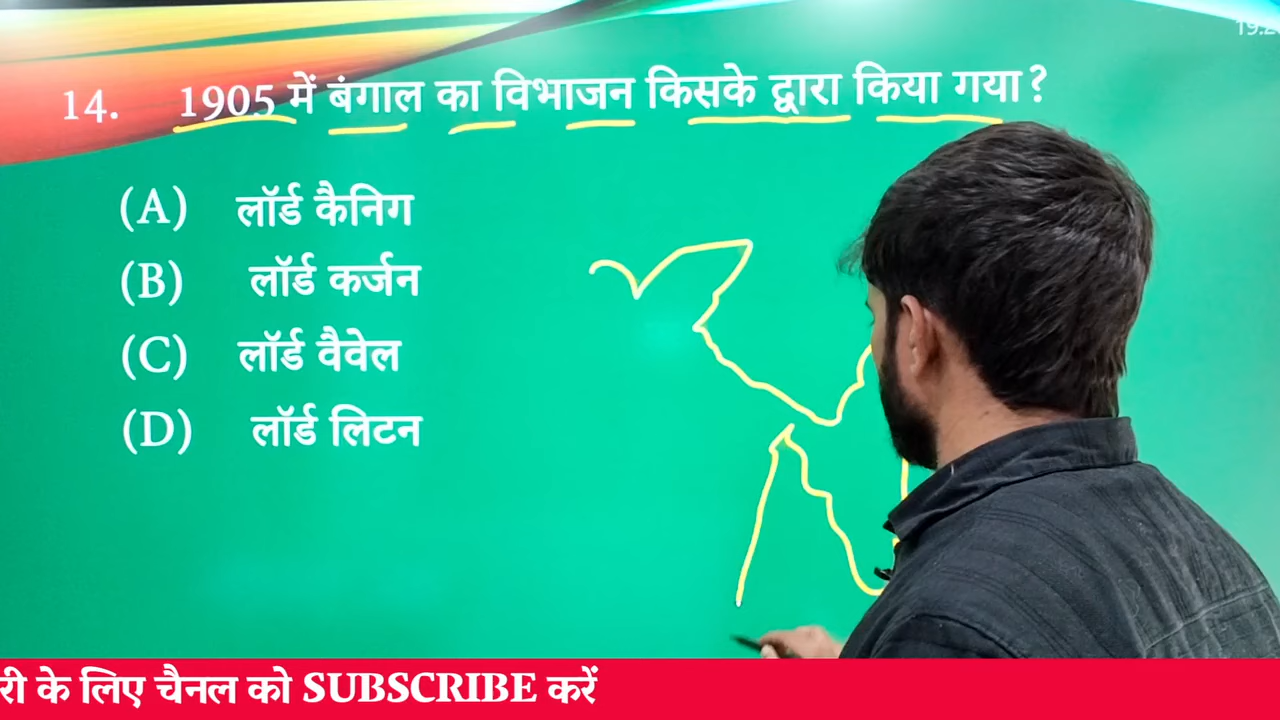 14. 1905 में बंगाल का विभाजन किसके द्वारा किया गया?
(A) लॉर्ड कैनिग
(B) लॉर्ड कर्जन
(C) लॉर्ड वैवेल
(D) लॉर्ड लिटन
री के लिए चैनल को SUBSCRIBE करें